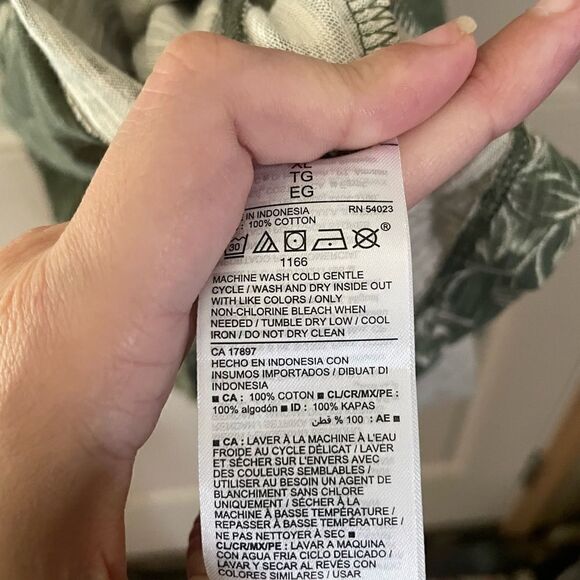 XL
TG
EG
IN INDONESIA RN 54023
: 100% COTTON
30
®
1166
MACHINE WASH COLD GENTLE
CYCLE / WASH AND DRY INSIDE OUT
WITH LIKE COLORS / ONLY
NON-CHLORINE BLEACH WHEN
NEEDED / TUMBLE DRY LOW / COOL
IRON / DO NOT DRY CLEAN
CA 17897
HECHO EN INDONESIA CON
INSUMOS IMPORTADOS / DIBUAT DI
INDONESIA
■ CA : 100% COTON ■ CL/CR/MX/PE :
100% algodón ■ ID : 100% KAPAS
■ AE : 100 % قطن
■ CA : LAVER À LA MACHINE À L'EAU
FROIDE AU CYCLE DÉLICAT / LAVER
ET SÉCHER SUR L'ENVERS AVEC
DES COULEURS SEMBLABLES /
UTILISER AU BESOIN UN AGENT DE
BLANCHIMENT SANS CHLORE
UNIQUEMENT / SÉCHER À LA
MACHINE À BASSE TEMPÉRATURE /
REPASSER À BASSE TEMPÉRATURE /
NE PAS NETTOYER À SEC ■
CL/CR/MX/PE : LAVAR A MAQUINA
CON AGUA FRIA CICLO DELICADO /
LAVAR Y SECAR AL REVÉS CON
COLORES SIMILARES / USAR